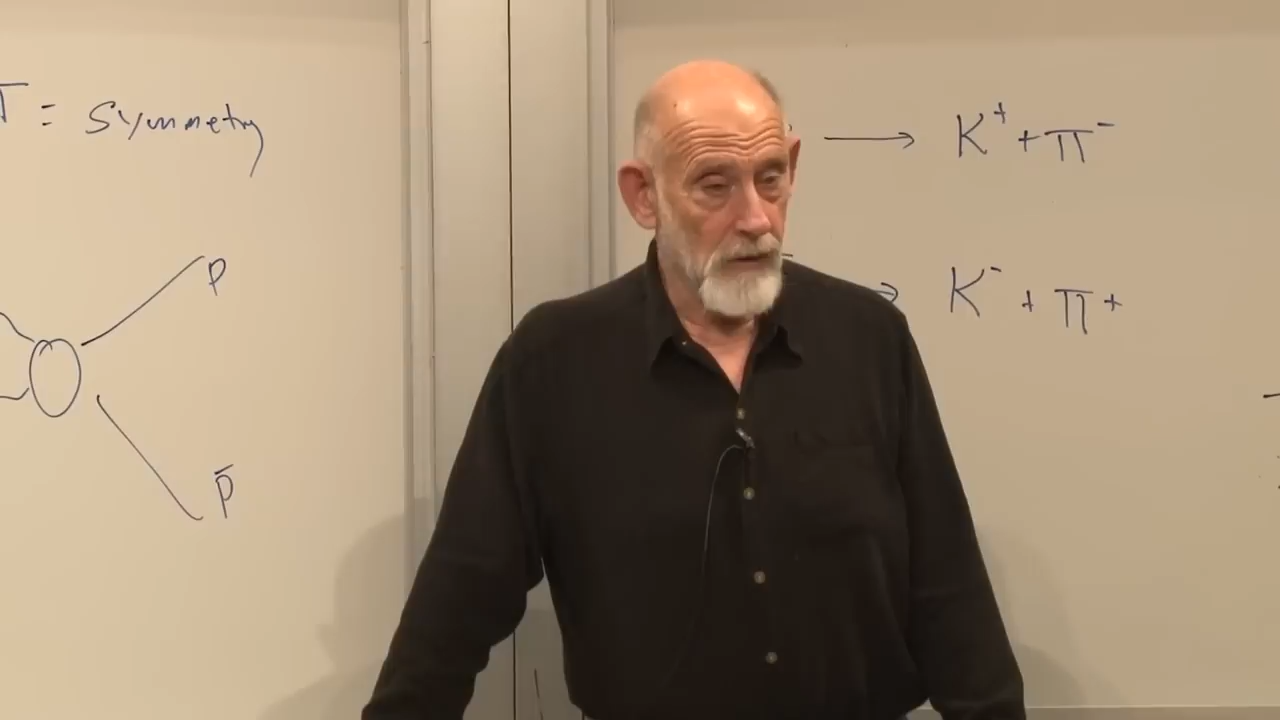 T = Symmetry
p
p̄
→ K⁺ + π⁻
→ K⁻ + π +